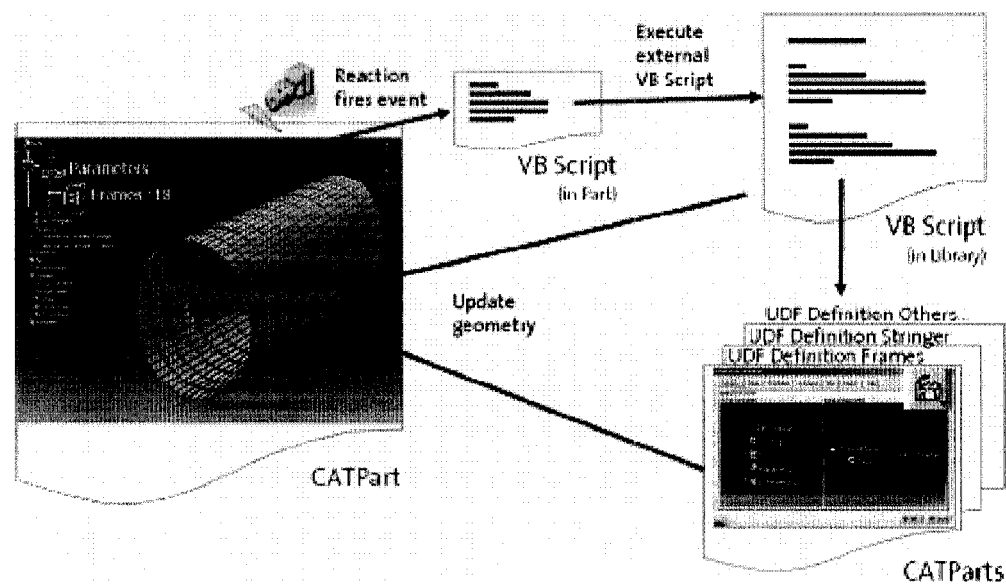 Execute
external
VB Script
Reaction
fires event
VB Script
(in Part)
Parameters
Frames : 18
VB Script
(in Library)
Update
geometry
UDF Definition Others...
UDF Definition Stringer
UDF Definition Frames
CATPart
CATParts